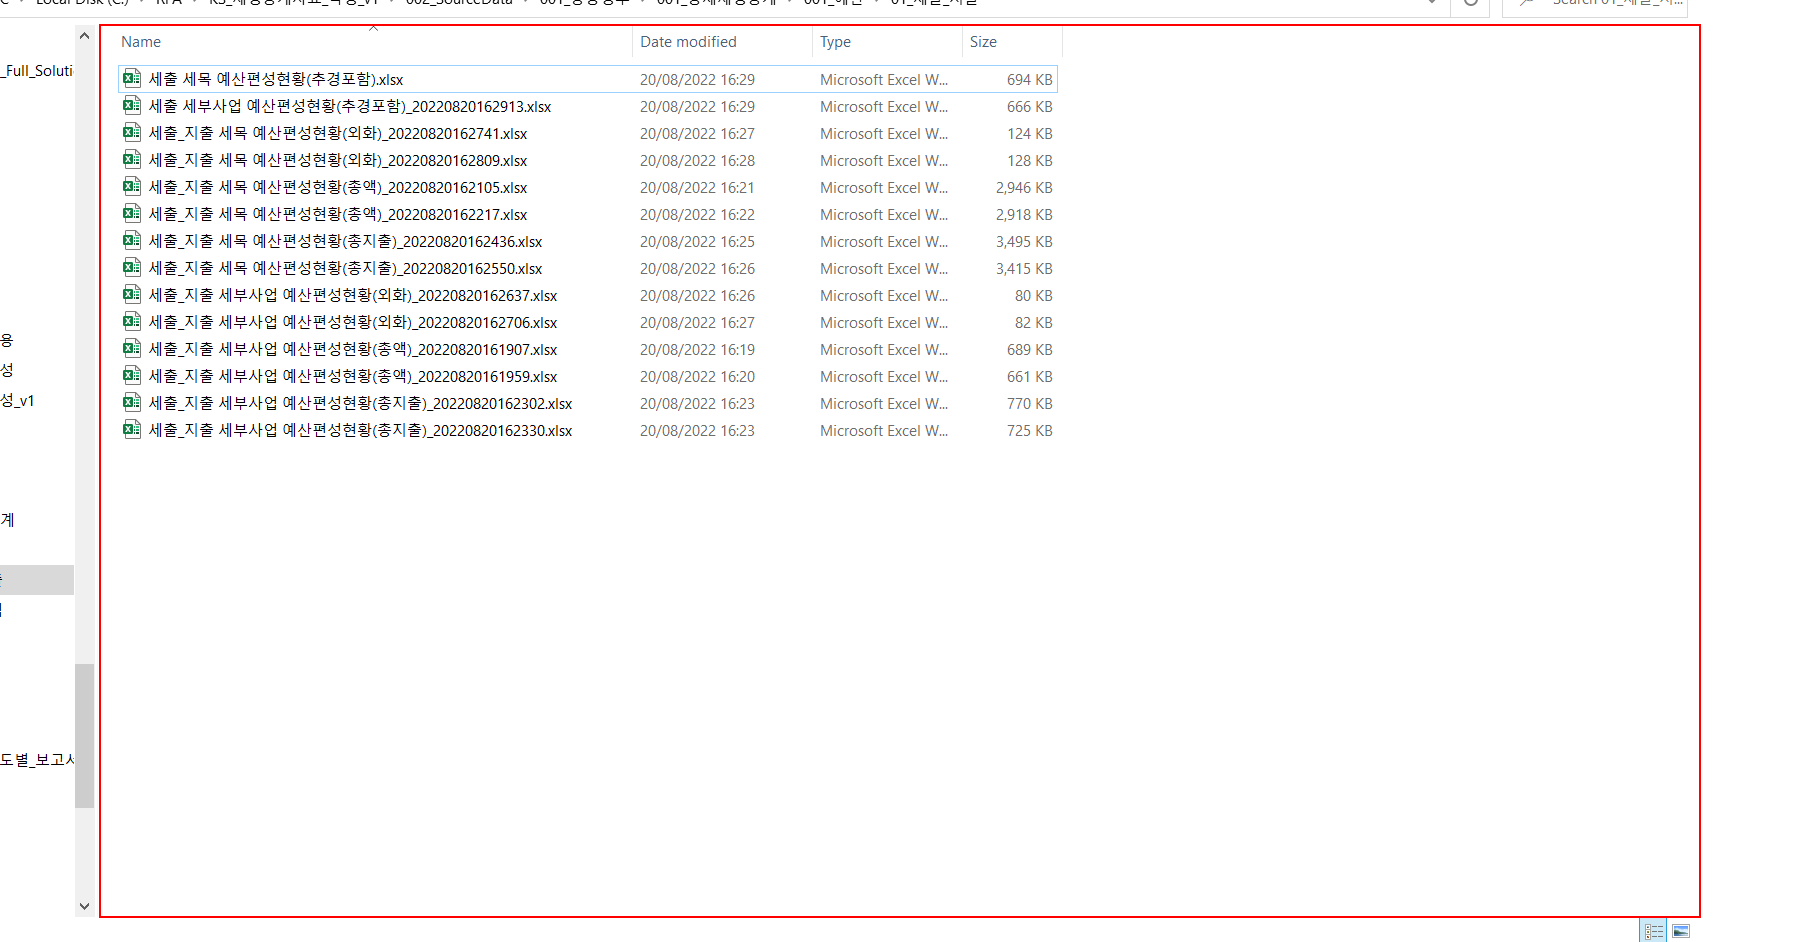 Local Disk (C:) › RPA › 002_SourceData
Name Date modified Type Size
_Full_Soluti
세출 세목 예산편성현황(추경포함).xlsx 20/08/2022 16:29 Microsoft Excel W... 694 KB
세출 세부사업 예산편성현황(추경포함)_20220820162913.xlsx 20/08/2022 16:29 Microsoft Excel W... 666 KB
세출_지출 세목 예산편성현황(외화)_20220820162741.xlsx 20/08/2022 16:27 Microsoft Excel W... 124 KB
세출_지출 세목 예산편성현황(외화)_20220820162809.xlsx 20/08/2022 16:28 Microsoft Excel W... 128 KB
세출_지출 세목 예산편성현황(총액)_20220820162105.xlsx 20/08/2022 16:21 Microsoft Excel W... 2,946 KB
세출_지출 세목 예산편성현황(총액)_20220820162217.xlsx 20/08/2022 16:22 Microsoft Excel W... 2,918 KB
세출_지출 세목 예산편성현황(총지출)_20220820162436.xlsx 20/08/2022 16:25 Microsoft Excel W... 3,495 KB
세출_지출 세목 예산편성현황(총지출)_20220820162550.xlsx 20/08/2022 16:26 Microsoft Excel W... 3,415 KB
세출_지출 세부사업 예산편성현황(외화)_20220820162637.xlsx 20/08/2022 16:26 Microsoft Excel W... 80 KB
세출_지출 세부사업 예산편성현황(외화)_20220820162706.xlsx 20/08/2022 16:27 Microsoft Excel W... 82 KB
세출_지출 세부사업 예산편성현황(총액)_20220820161907.xlsx 20/08/2022 16:19 Microsoft Excel W... 689 KB
세출_지출 세부사업 예산편성현황(총액)_20220820161959.xlsx 20/08/2022 16:20 Microsoft Excel W... 661 KB
세출_지출 세부사업 예산편성현황(총지출)_20220820162302.xlsx 20/08/2022 16:23 Microsoft Excel W... 770 KB
세출_지출 세부사업 예산편성현황(총지출)_20220820162330.xlsx 20/08/2022 16:23 Microsoft Excel W... 725 KB
용
성
성_v1
계
도별_보고서